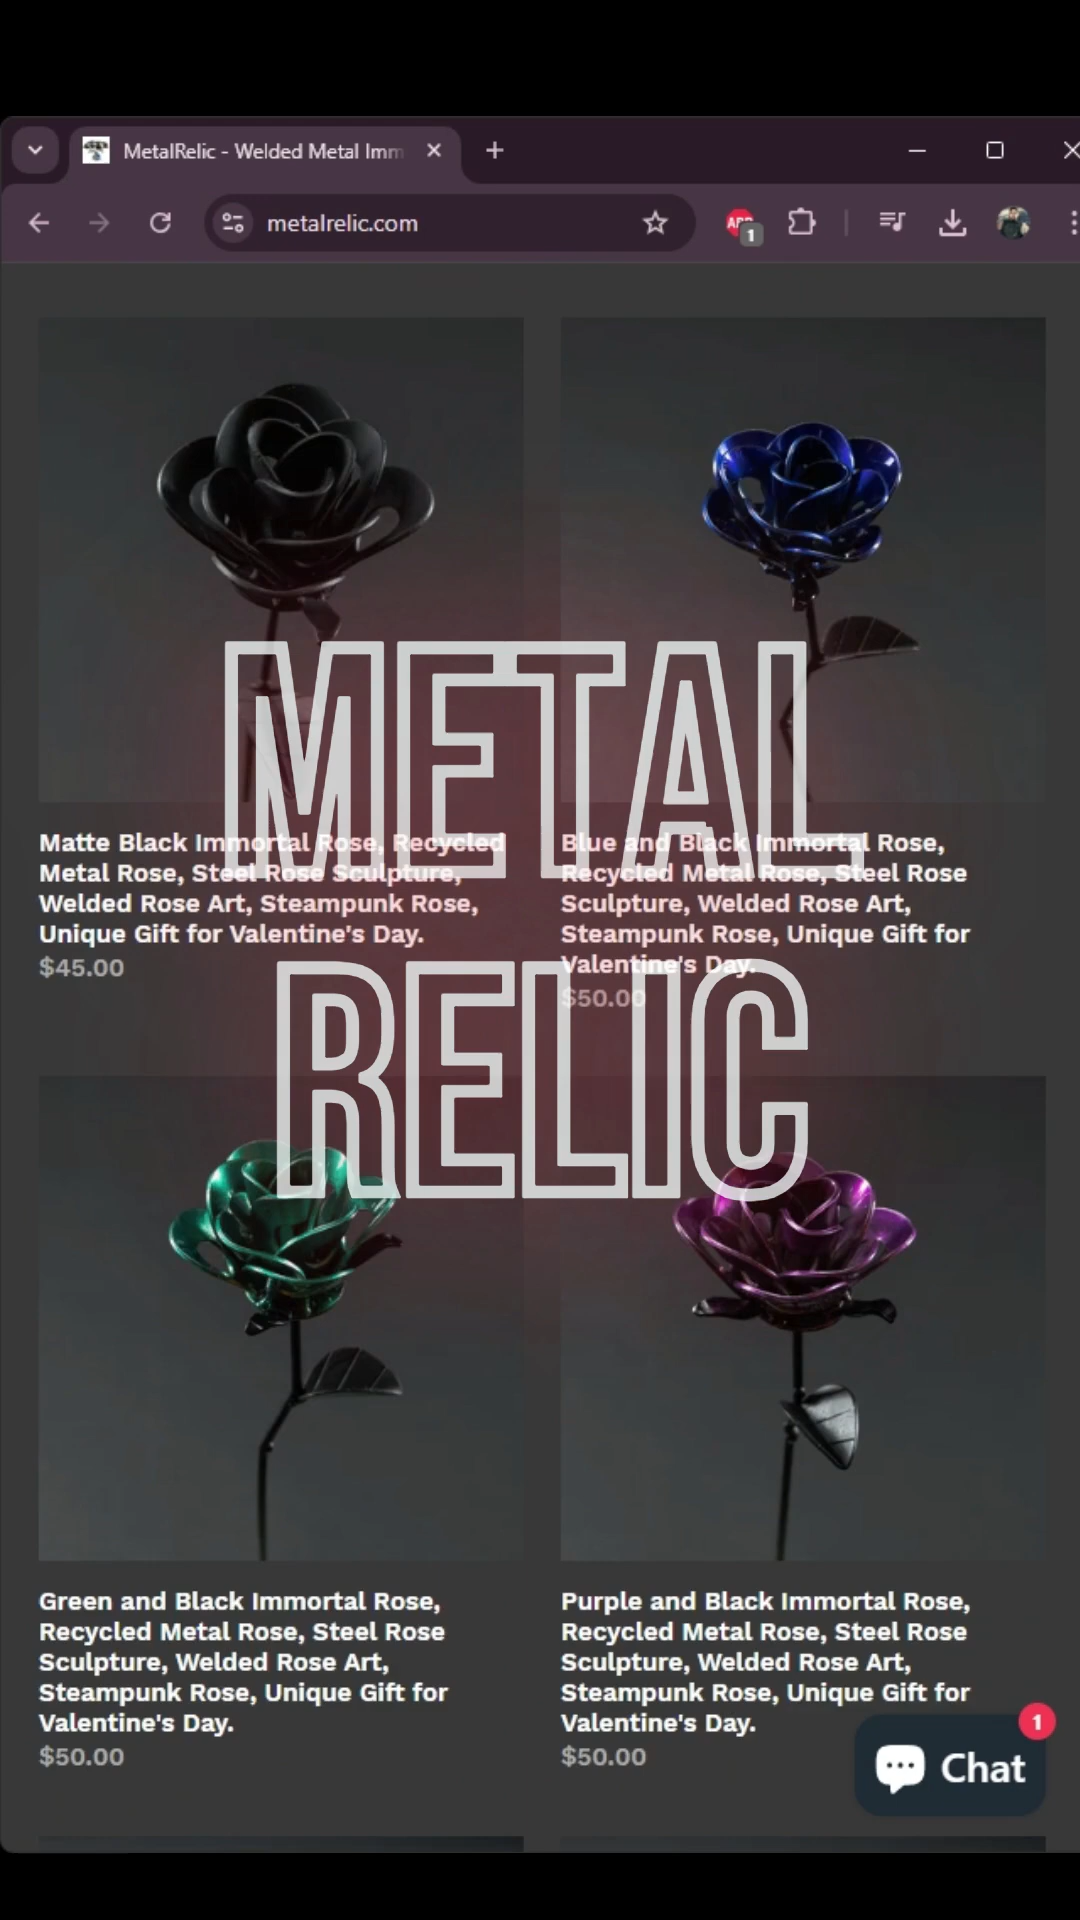 MetalRelic - Welded Metal Imm
metalrelic.com
ABP
1
METAL
Matte Black Immortal Rose, Recycled
Metal Rose, Steel Rose Sculpture,
Welded Rose Art, Steampunk Rose,
Unique Gift for Valentine's Day.
$45.00
Blue and Black Immortal Rose,
Recycled Metal Rose, Steel Rose
Sculpture, Welded Rose Art,
Steampunk Rose, Unique Gift for
Valentine's Day.
$50.00
RELIC
Green and Black Immortal Rose,
Recycled Metal Rose, Steel Rose
Sculpture, Welded Rose Art,
Steampunk Rose, Unique Gift for
Valentine's Day.
$50.00
Purple and Black Immortal Rose,
Recycled Metal Rose, Steel Rose
Sculpture, Welded Rose Art,
Steampunk Rose, Unique Gift for
Valentine's Day.
$50.00
1
Chat